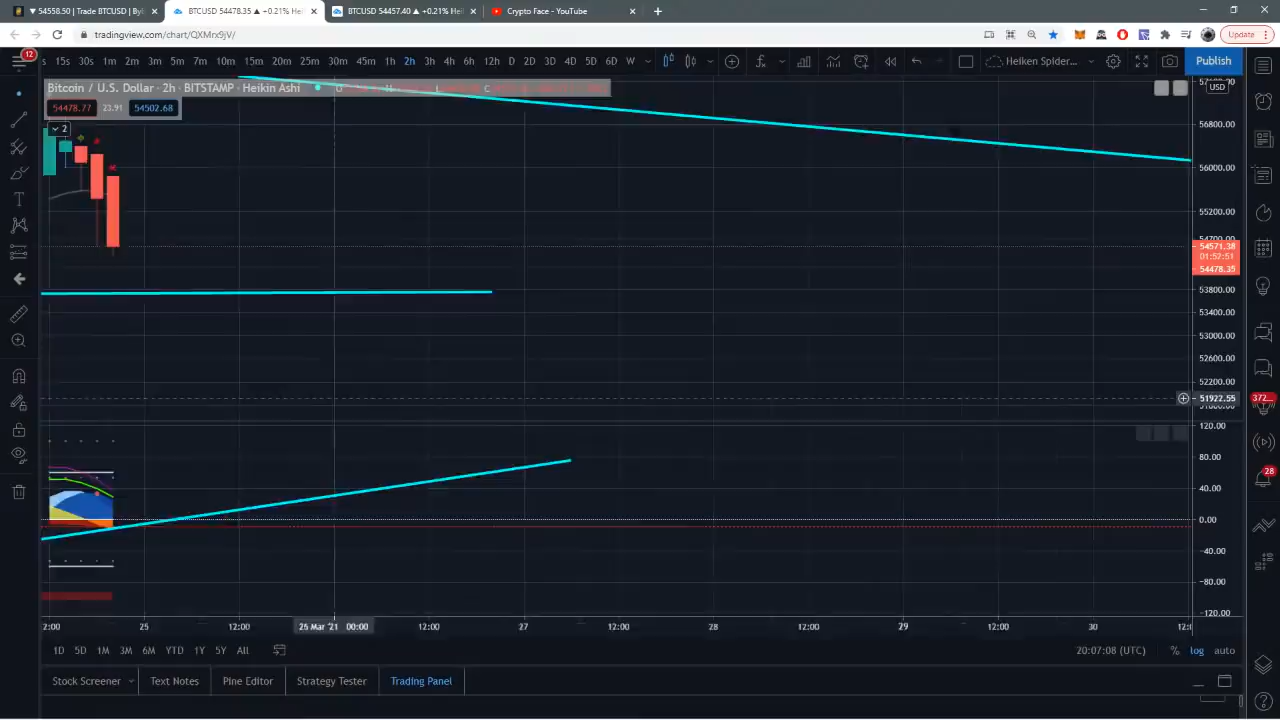 ▼ 54558.50 | Trade BTCUSD | Byb
BTCUSD 54478.35 ▲ +0.21% Hei
BTCUSD 54457.40 ▲ +0.21% Hei
Crypto Face - YouTube
tradingview.com/chart/QXMrx9jV/
Update
12
s 15s 1m 2m 3m 5m 7m 10m 15m 20m 25m 30m 45m 1h 2h 3h 4h 6h 12h D 2D 3D 4D 5D 6D W
Heiken Spider...
Publish
Bitcoin / U.S. Dollar · 2h · BITSTAMP · Heikin Ashi
O H L C
USD
54478.77 23.91 54502.68
2
56800.00
56000.00
55200.00
54571.38
01:52:51
54478.35
53800.00
53400.00
53000.00
52600.00
52200.00
51922.55
372...
120.00
80.00
40.00
0.00
-40.00
-80.00
-120.00
28
2:00 25 12:00 25 Mar '21 00:00 12:00 27 12:00 28 12:00 29 12:00 30
1D 5D 1M 3M 6M YTD 1Y 5Y All
20:07:08 (UTC) % log auto
Stock Screener Text Notes Pine Editor Strategy Tester Trading Panel